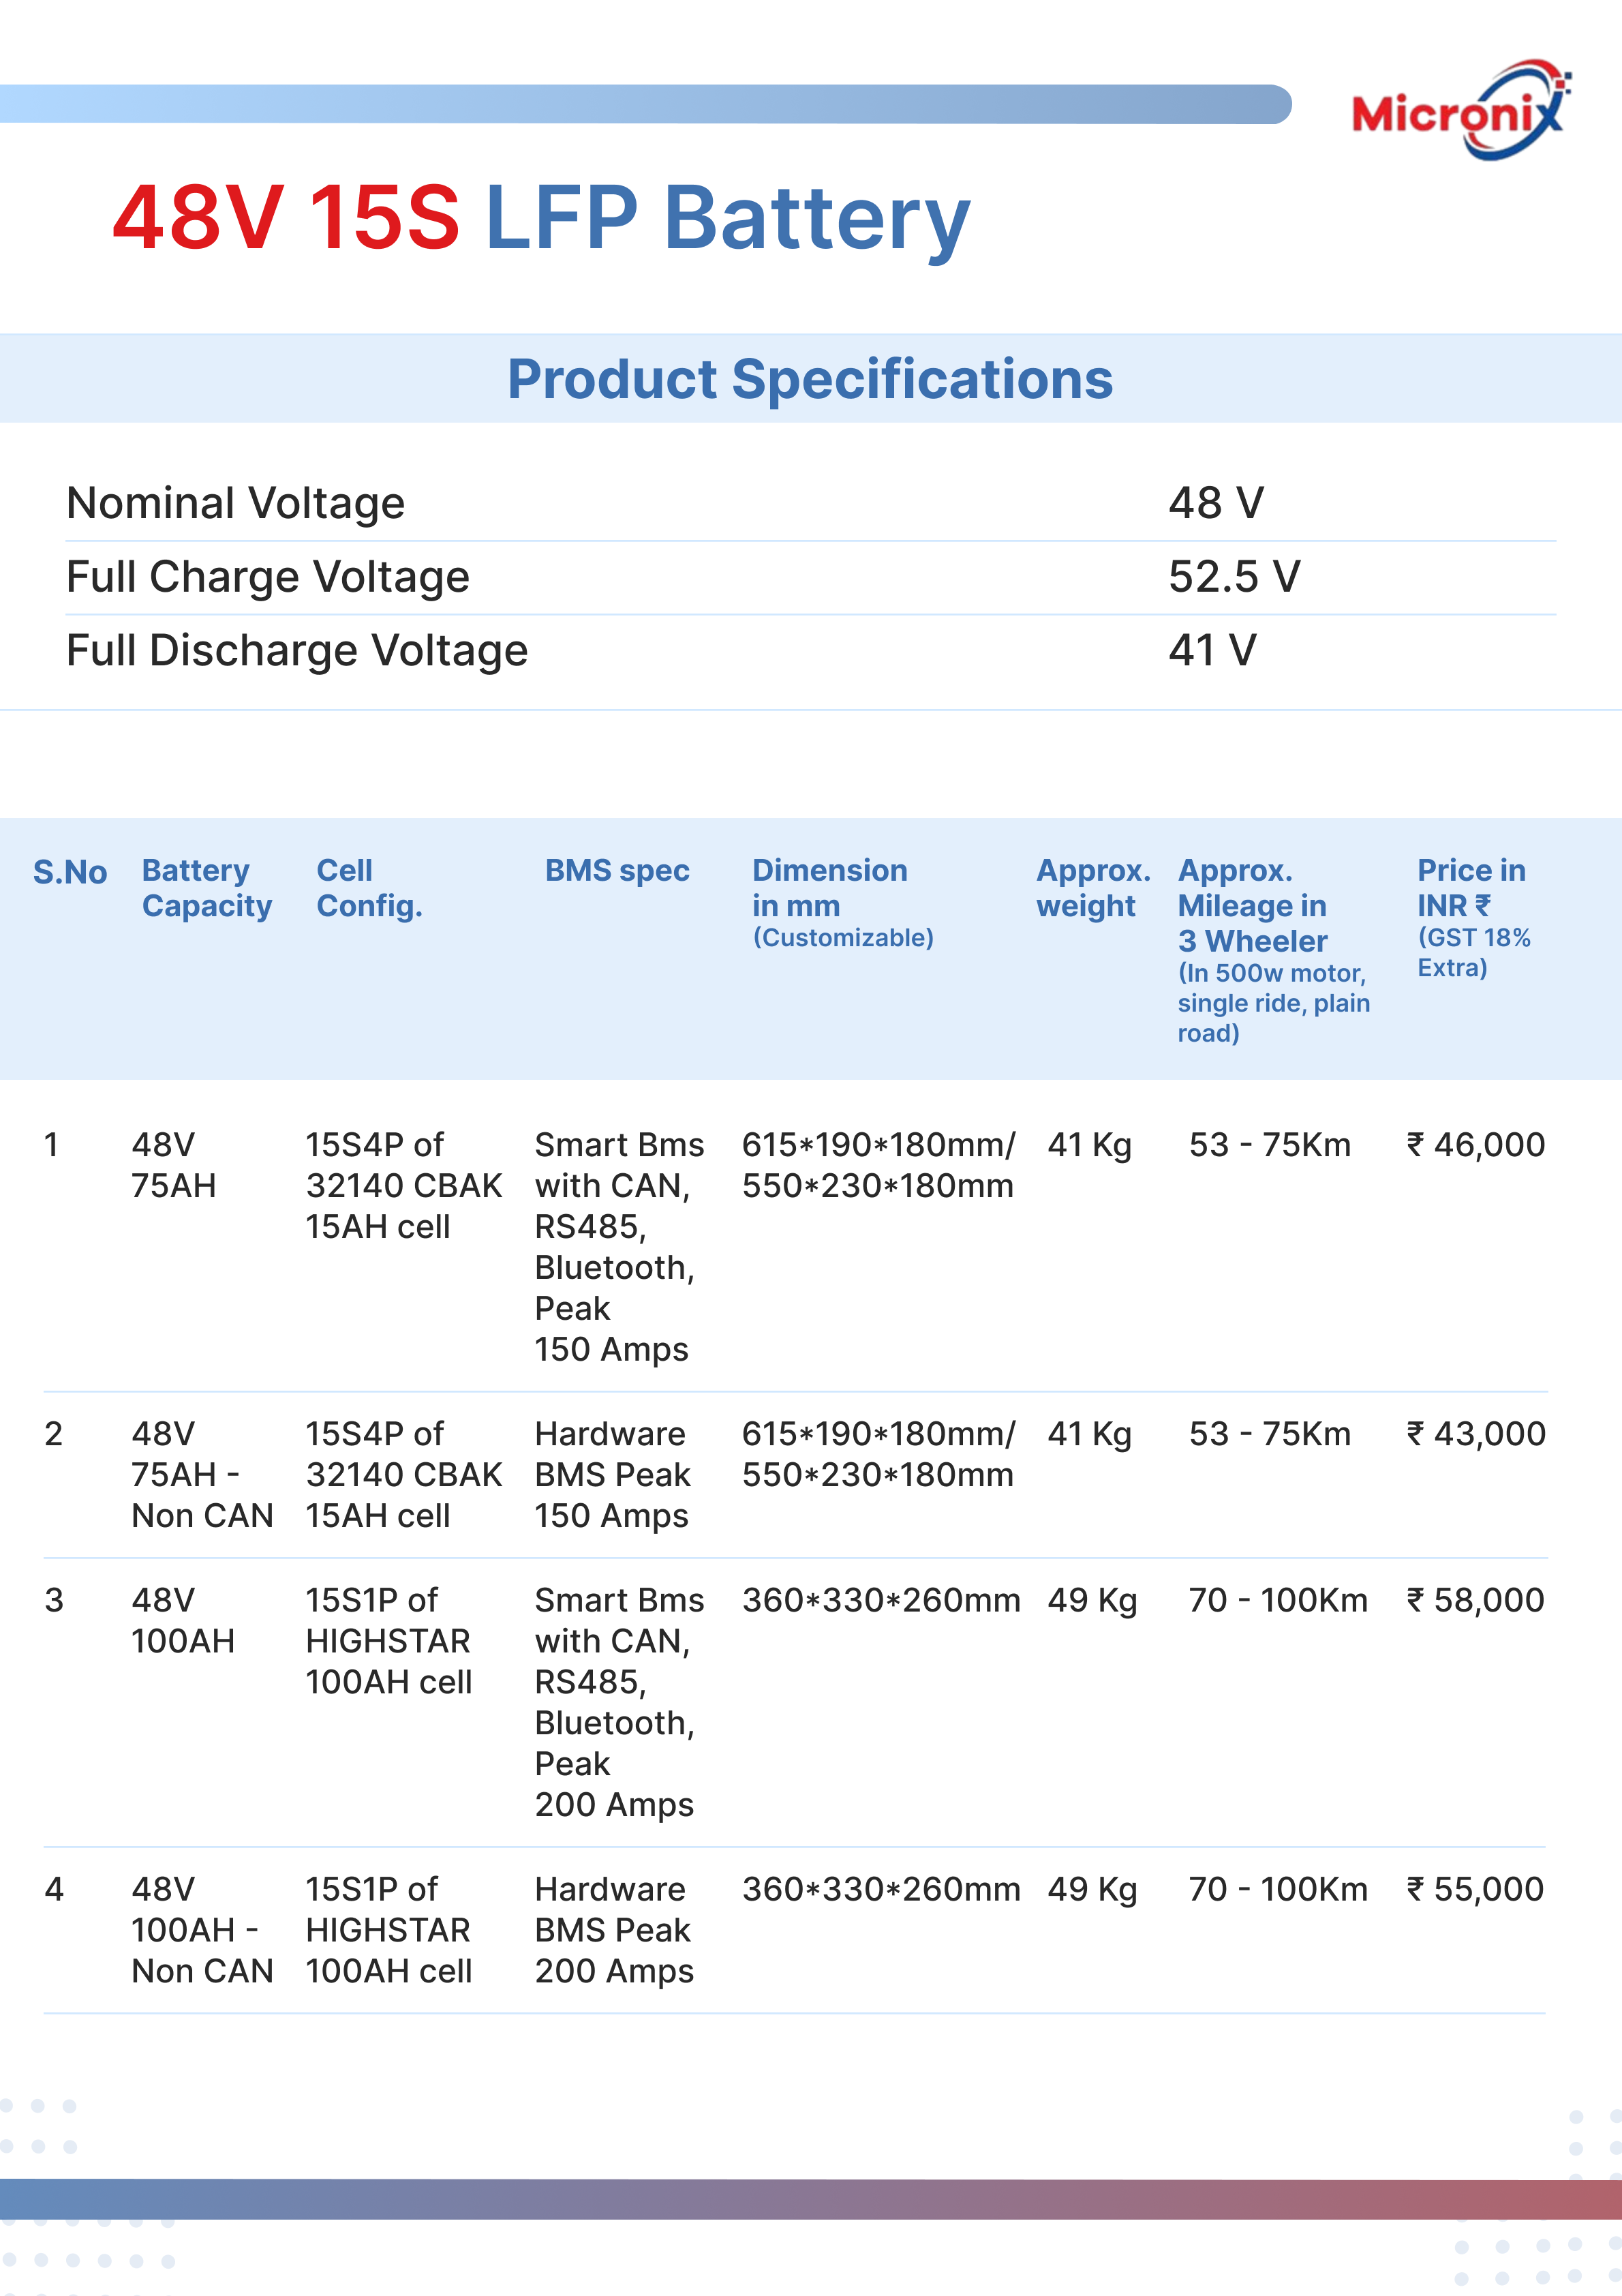 Micronix
48V 15S LFP Battery
Product Specifications
Nominal Voltage 48 V
Full Charge Voltage 52.5 V
Full Discharge Voltage 41 V
S.No
Battery
Capacity
Cell
Config.
BMS spec
Dimension
in mm
(Customizable)
Approx.
weight
Approx.
Mileage in
3 Wheeler
(In 500w motor,
single ride, plain
road)
Price in
INR ₹
(GST 18%
Extra)
1
48V
75AH
15S4P of
32140 CBAK
15AH cell
Smart Bms
with CAN,
RS485,
Bluetooth,
Peak
150 Amps
615*190*180mm/
550*230*180mm
41 Kg
53 - 75Km
₹ 46,000
2
48V
75AH -
Non CAN
15S4P of
32140 CBAK
15AH cell
Hardware
BMS Peak
150 Amps
615*190*180mm/
550*230*180mm
41 Kg
53 - 75Km
₹ 43,000
3
48V
100AH
15S1P of
HIGHSTAR
100AH cell
Smart Bms
with CAN,
RS485,
Bluetooth,
Peak
200 Amps
360*330*260mm
49 Kg
70 - 100Km
₹ 58,000
4
48V
100AH -
Non CAN
15S1P of
HIGHSTAR
100AH cell
Hardware
BMS Peak
200 Amps
360*330*260mm
49 Kg
70 - 100Km
₹ 55,000